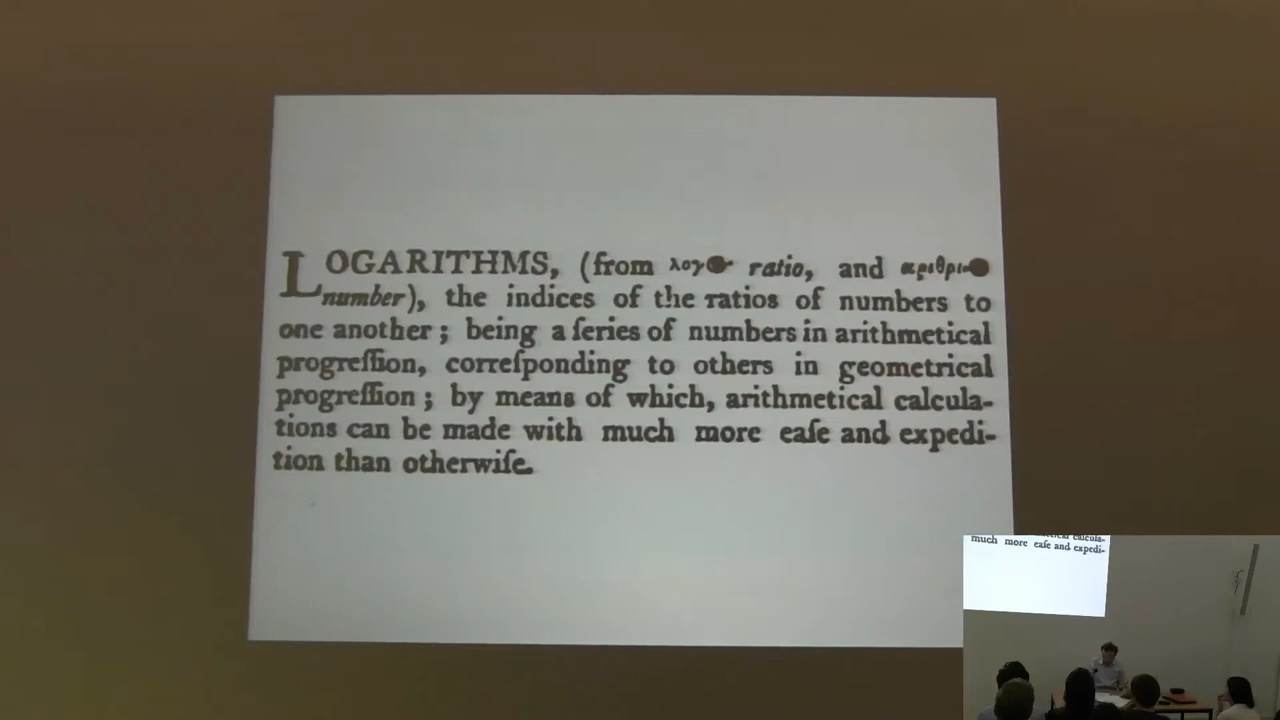 LOGARITHMS, (from λογ ratio, and αριθμ
number), the indices of the ratios of numbers to
one another; being a ſeries of numbers in arithmetical
progreſſion, correſponding to others in geometrical
progreſſion; by means of which, arithmetical calcula-
tions can be made with much more eaſe and expedi-
tion than otherwiſe.
calcula-
much more eaſe and expedi-